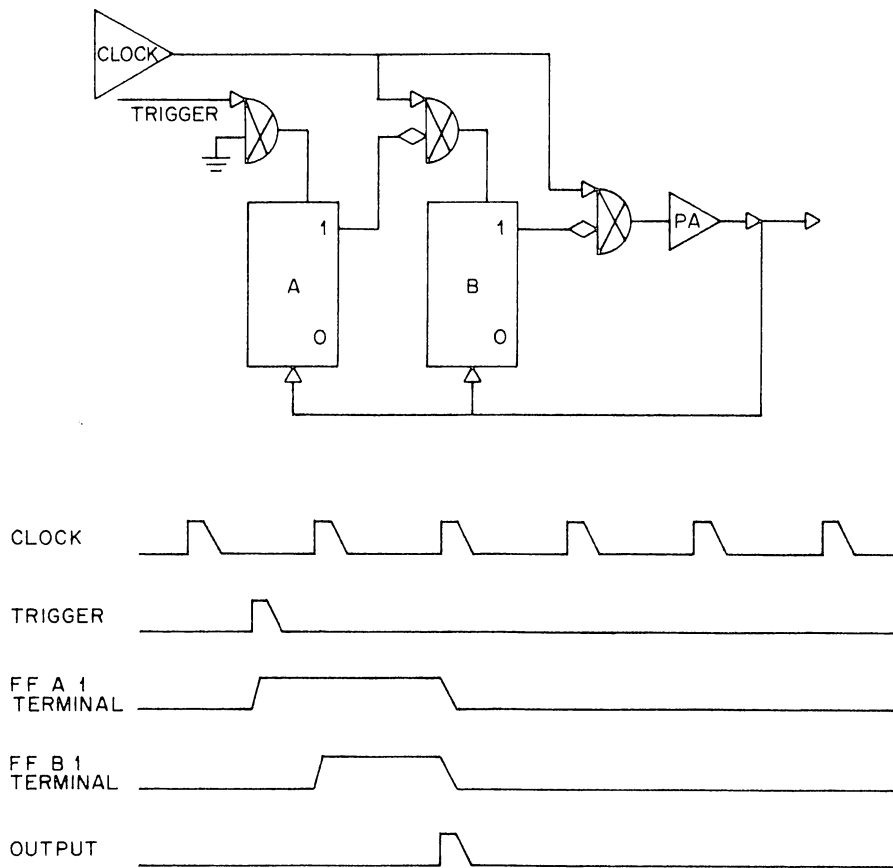 CLOCK
TRIGGER
1
1
PA
A
B
0
0
CLOCK
TRIGGER
FF A 1
TERMINAL
FF B 1
TERMINAL
OUTPUT